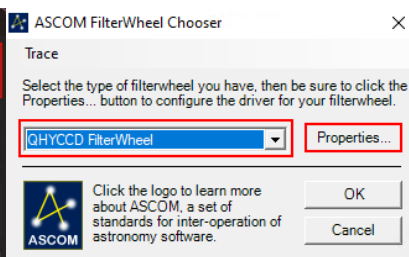 ASCOM FilterWheel Chooser
Trace
Select the type of filterwheel you have, then be sure to click the
Properties... button to configure the driver for your filterwheel.
QHYCCD FilterWheel
Properties...
Click the logo to learn more
about ASCOM, a set of
standards for inter-operation of
astronomy software.
ASCOM
OK
Cancel